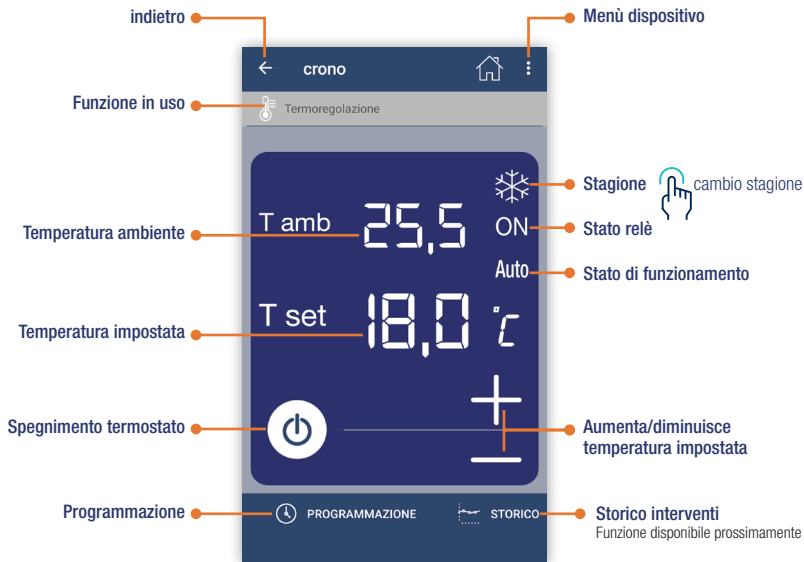 indietro
Menù dispositivo
crono
Funzione in uso
Termoregolazione
Stagione
cambio stagione
T amb
25,5
ON
Temperatura ambiente
Stato relè
Auto
Stato di funzionamento
T set
18,0 °C
Temperatura impostata
Spegnimento termostato
Aumenta/diminuisce
temperatura impostata
Programmazione
PROGRAMMAZIONE
STORICO
Storico interventi
Funzione disponibile prossimamente